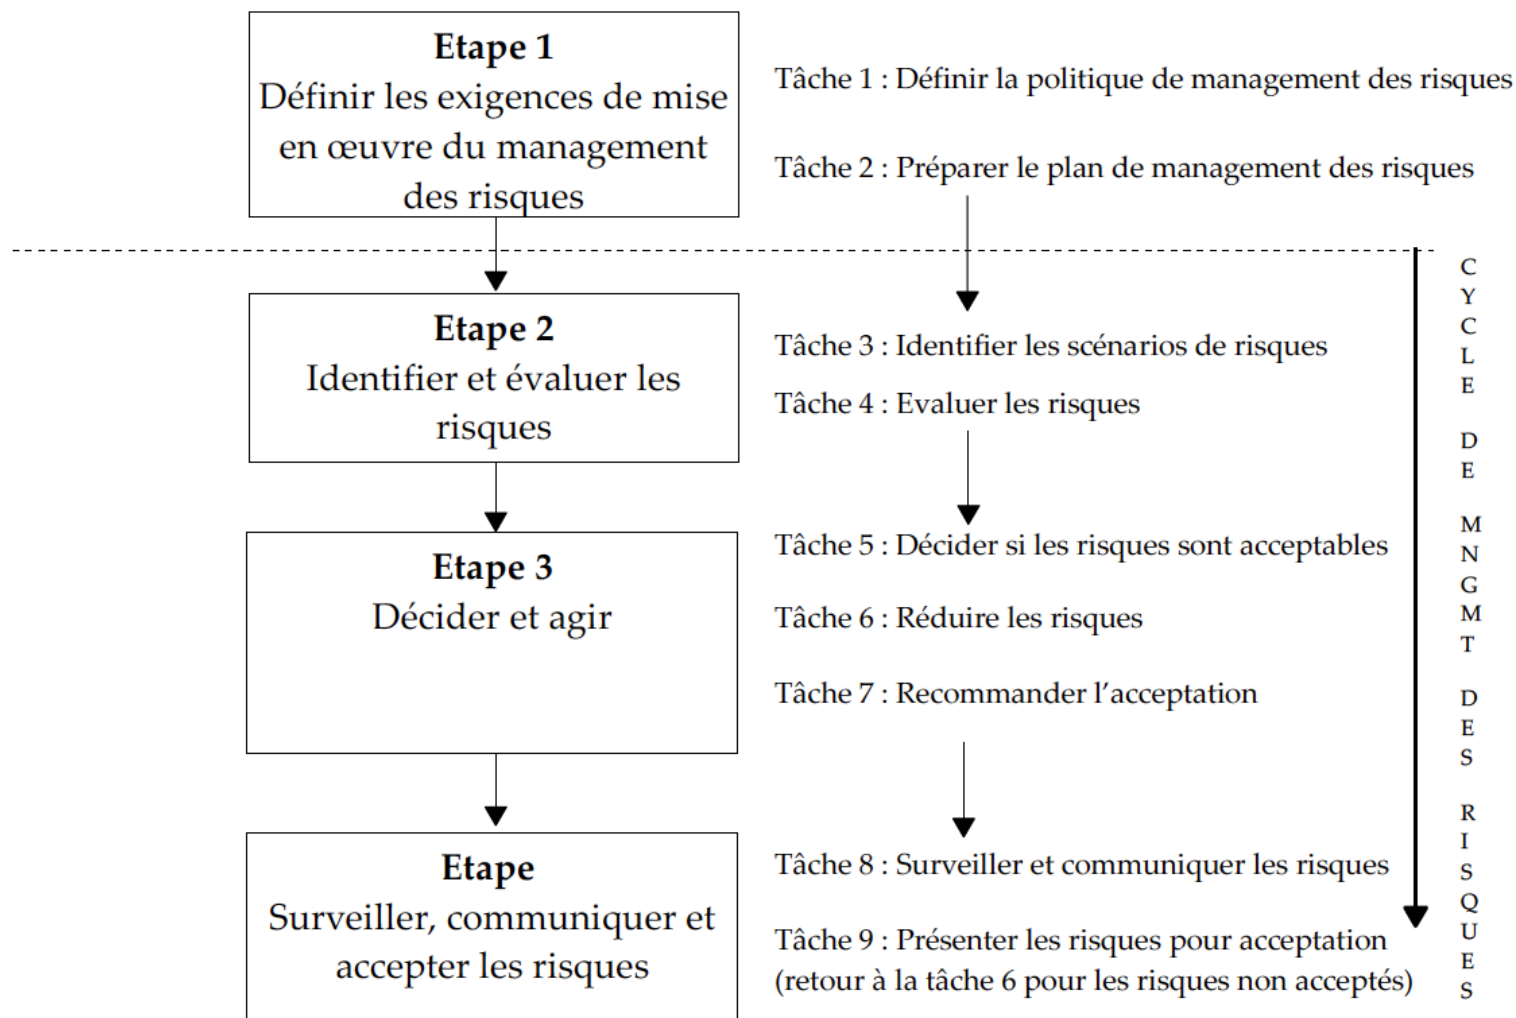 Etape 1
Définir les exigences de mise
en œuvre du management
des risques
Tâche 1 : Définir la politique de management des risques
Tâche 2 : Préparer le plan de management des risques
Etape 2
Identifier et évaluer les
risques
Tâche 3 : Identifier les scénarios de risques
Tâche 4 : Evaluer les risques
Etape 3
Décider et agir
Tâche 5 : Décider si les risques sont acceptables
Tâche 6 : Réduire les risques
Tâche 7 : Recommander l’acceptation
Etape
Surveiller, communiquer et
accepter les risques
Tâche 8 : Surveiller et communiquer les risques
Tâche 9 : Présenter les risques pour acceptation
(retour à la tâche 6 pour les risques non acceptés)
CYCLE DE MNGMT DES RISQUES